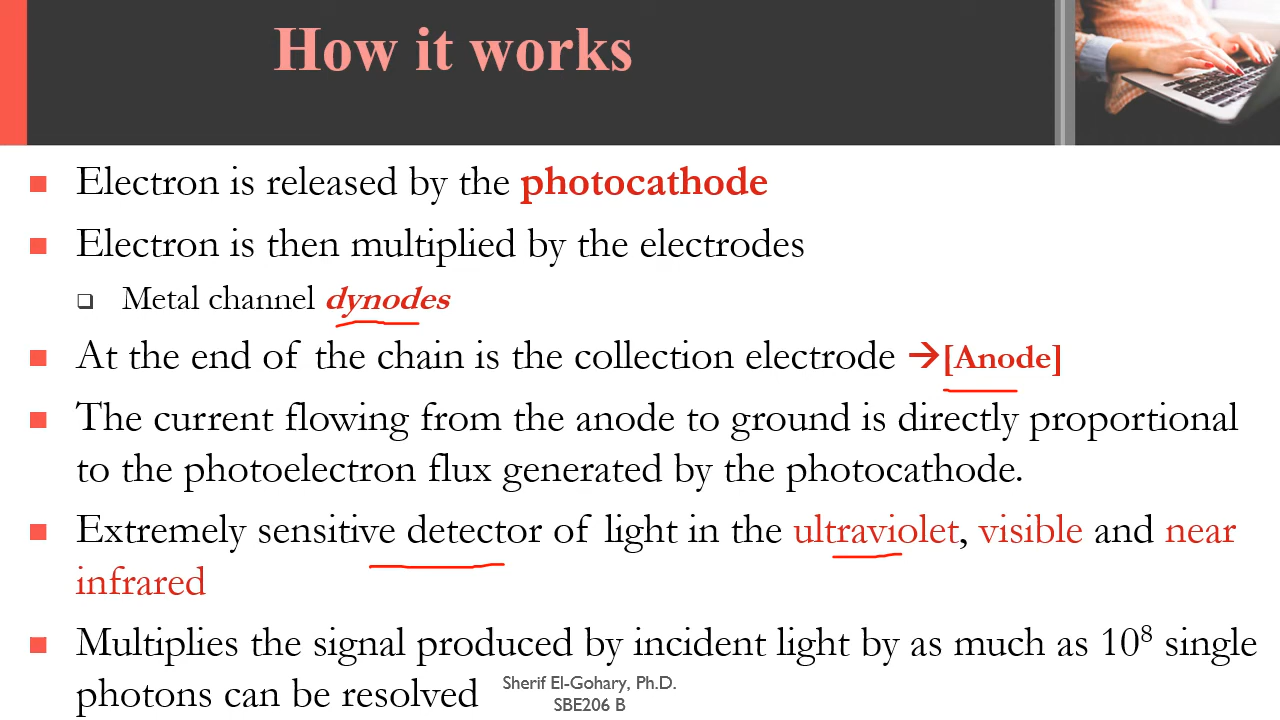 How it works
Electron is released by the photocathode
Electron is then multiplied by the electrodes
Metal channel dynodes
At the end of the chain is the collection electrode →[Anode]
The current flowing from the anode to ground is directly proportional
to the photoelectron flux generated by the photocathode.
Extremely sensitive detector of light in the ultraviolet, visible and near
infrared
Multiplies the signal produced by incident light by as much as 10⁸ single
photons can be resolved
Sherif El-Gohary, Ph.D.
SBE206 B